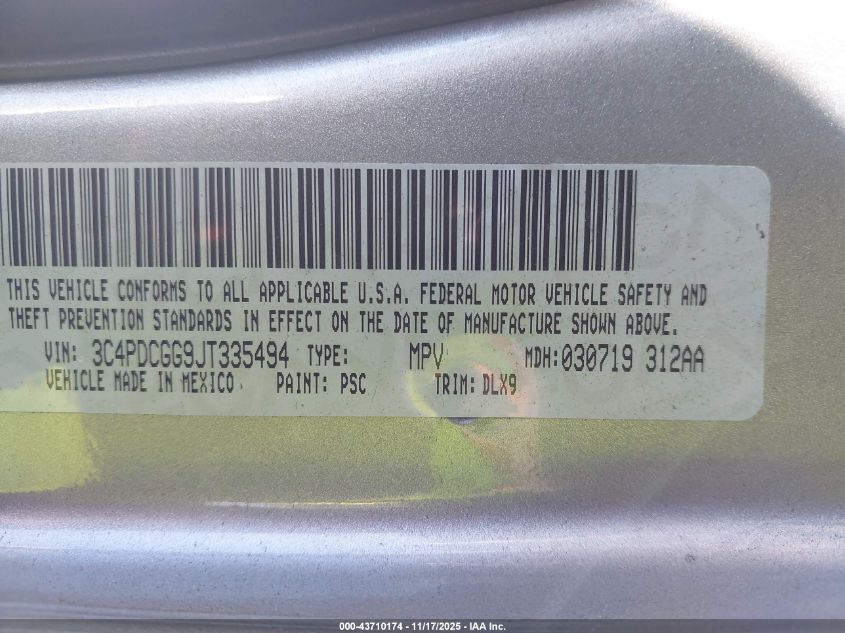 THIS VEHICLE CONFORMS TO ALL APPLICABLE U.S.A. FEDERAL MOTOR VEHICLE SAFETY AND
THEFT PREVENTION STANDARDS IN EFFECT ON THE DATE OF MANUFACTURE SHOWN ABOVE.
VIN: 3C4PDCGG9JT335494 TYPE: MPV MDH:030719 312AA
VEHICLE MADE IN MEXICO PAINT: PSC TRIM: DLX9
000-43710174 - 11/17/2025 - IAA Inc.